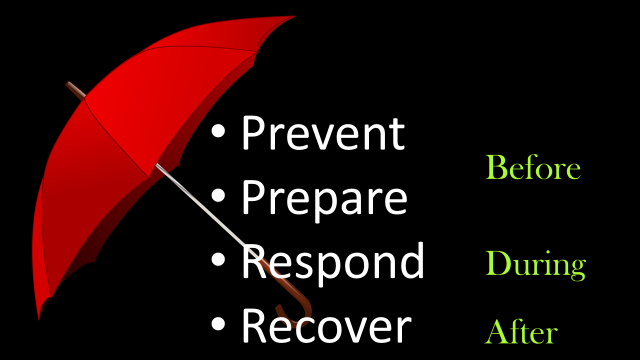 • Prevent
Before
• Prepare
• Respond
During
• Recover
After